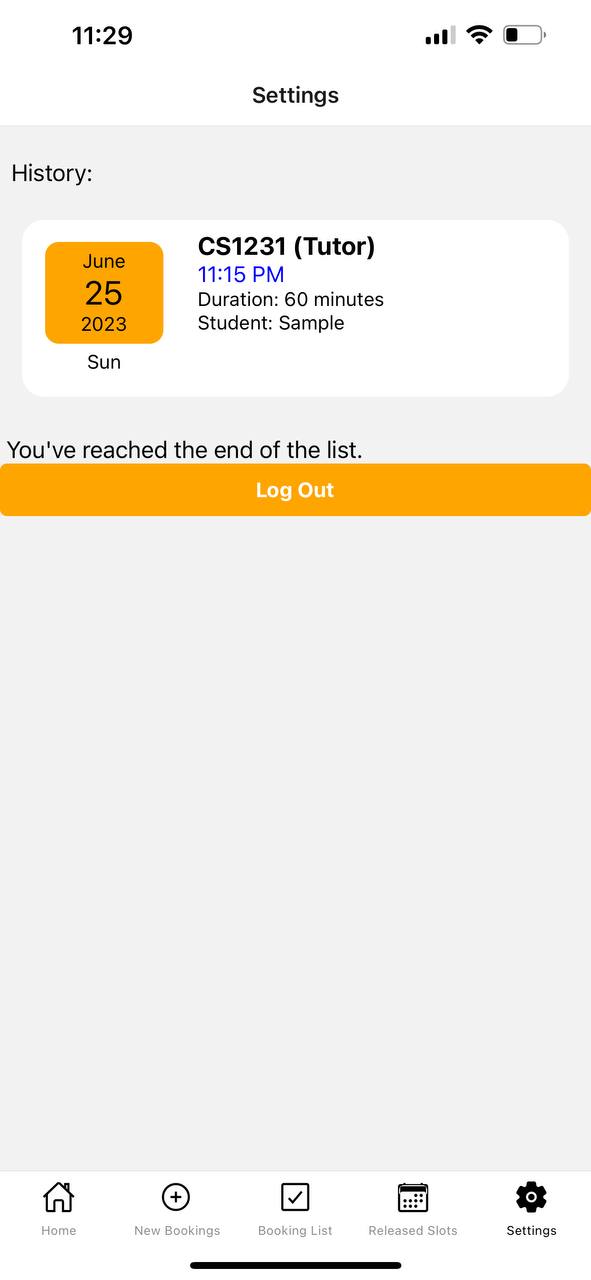 11:29
Settings
History:
June
25
2023
Sun
CS1231 (Tutor)
11:15 PM
Duration: 60 minutes
Student: Sample
You've reached the end of the list.
Log Out
Home
New Bookings
Booking List
Released Slots
Settings